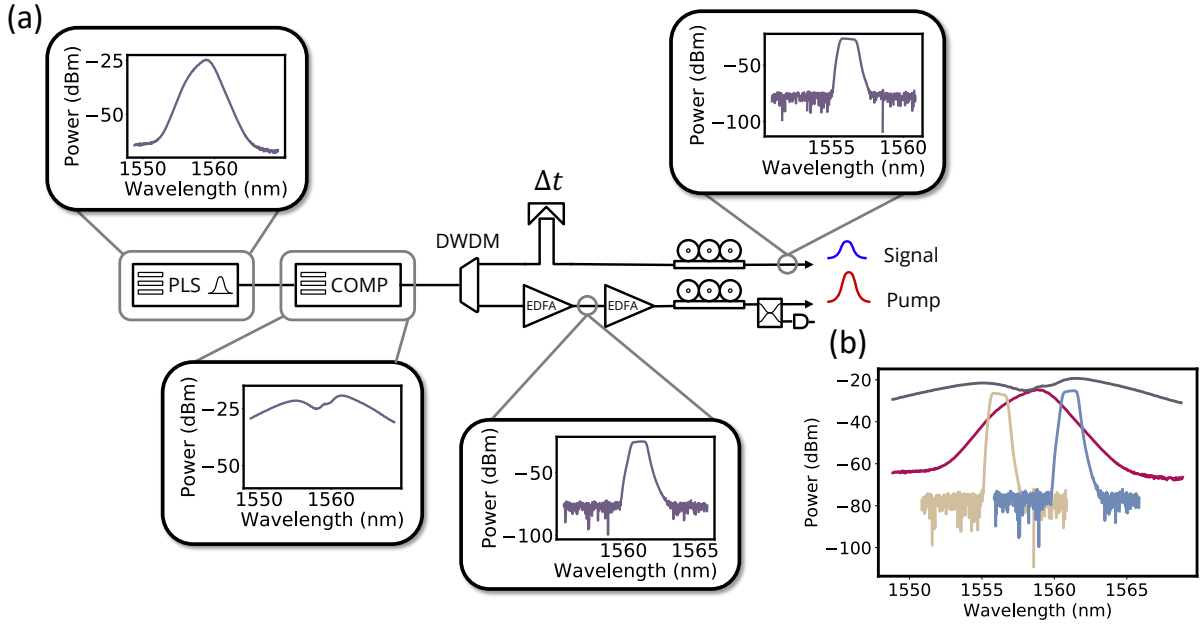 (a)
Power (dBm)
−25
−50
1550
1560
Wavelength (nm)
Power (dBm)
−50
−100
1555
1560
Wavelength (nm)
Δt
DWDM
PLS
COMP
EDFA
EDFA
Signal
Pump
Power (dBm)
−25
−50
1550
1560
Wavelength (nm)
Power (dBm)
−50
−100
1560
1565
Wavelength (nm)
(b)
Power (dBm)
−20
−40
−60
−80
−100
1550
1555
1560
1565
Wavelength (nm)